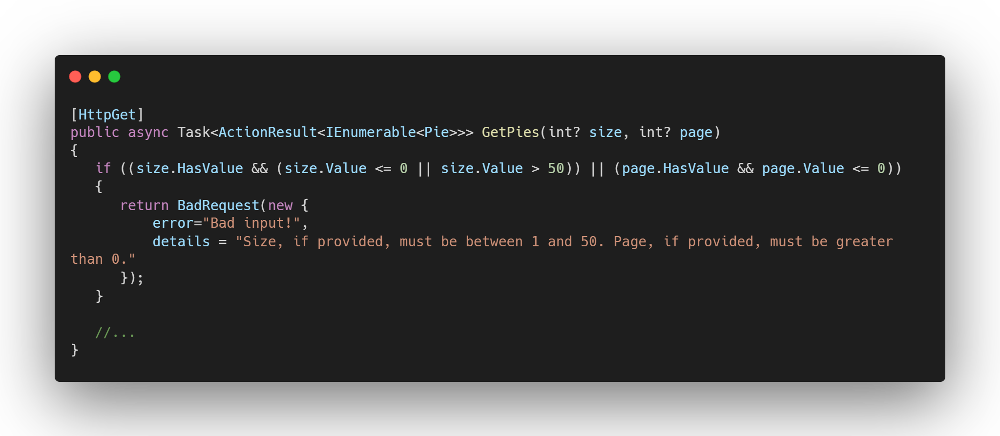 [HttpGet]
public async Task<ActionResult<IEnumerable<Pie>>> GetPies(int? size, int? page)
{
   if ((size.HasValue && (size.Value <= 0 || size.Value > 50)) || (page.HasValue && page.Value <= 0))
   {
      return BadRequest(new {
          error="Bad input!",
          details = "Size, if provided, must be between 1 and 50. Page, if provided, must be greater
than 0."
      });
   }

   //...
}